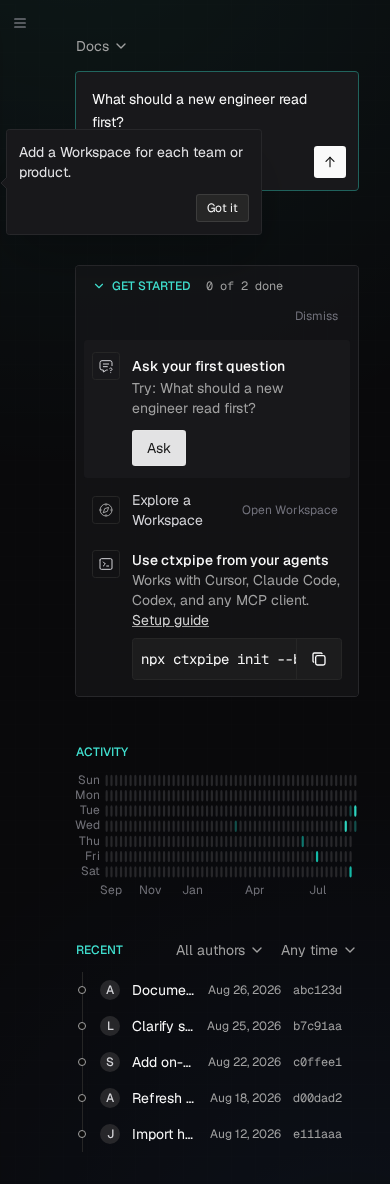 Docs
What should a new engineer read
first?
Add a Workspace for each team or
product.
Got it
GET STARTED 0 of 2 done
Dismiss
Ask your first question
Try: What should a new
engineer read first?
Ask
Explore a
Workspace
Open Workspace
Use ctxpipe from your agents
Works with Cursor, Claude Code,
Codex, and any MCP client.
Setup guide
npx ctxpipe init --
ACTIVITY
Sun
Mon
Tue
Wed
Thu
Fri
Sat
Sep Nov Jan Apr Jul
RECENT All authors Any time
A Docume... Aug 26, 2026 abc123d
L Clarify s... Aug 25, 2026 b7c91aa
S Add on-... Aug 22, 2026 c0ffee1
A Refresh ... Aug 18, 2026 d00dad2
J Import h... Aug 12, 2026 e111aaa